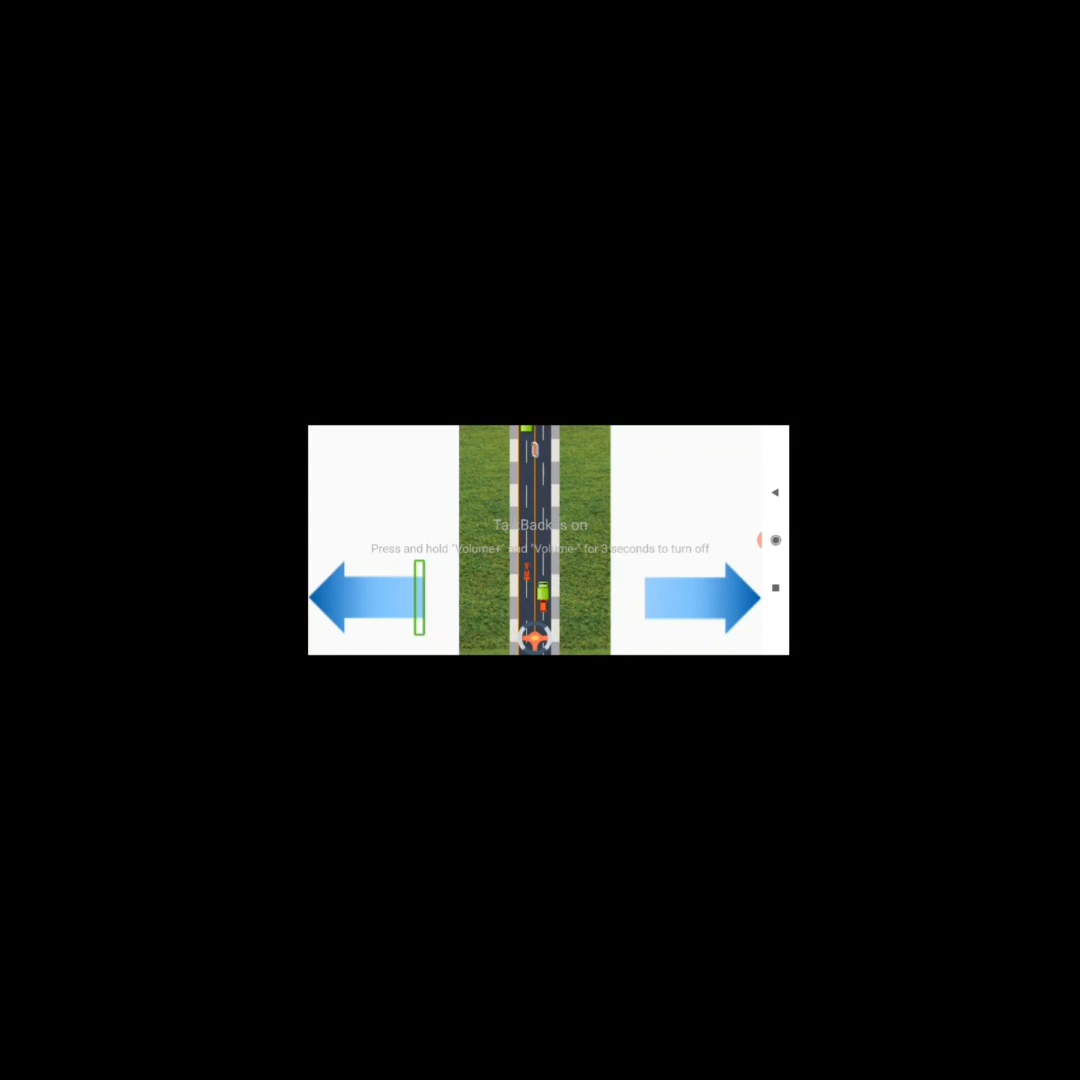 TalkBack is on
Press and hold "Volume+" and "Volume-" for 3 seconds to turn off